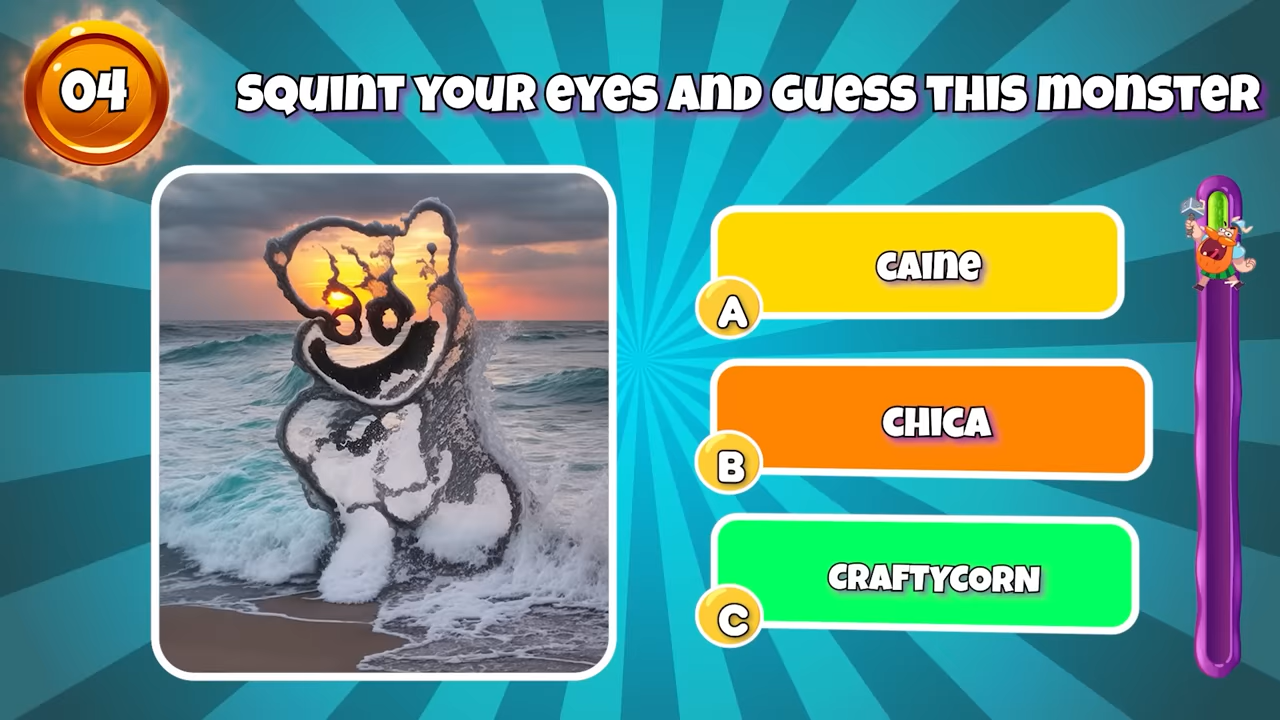 04
SQUINT YOUR EYES AND GUESS THIS MONSTER
CAINE
A
CHICA
B
CRAFTYCORN
C